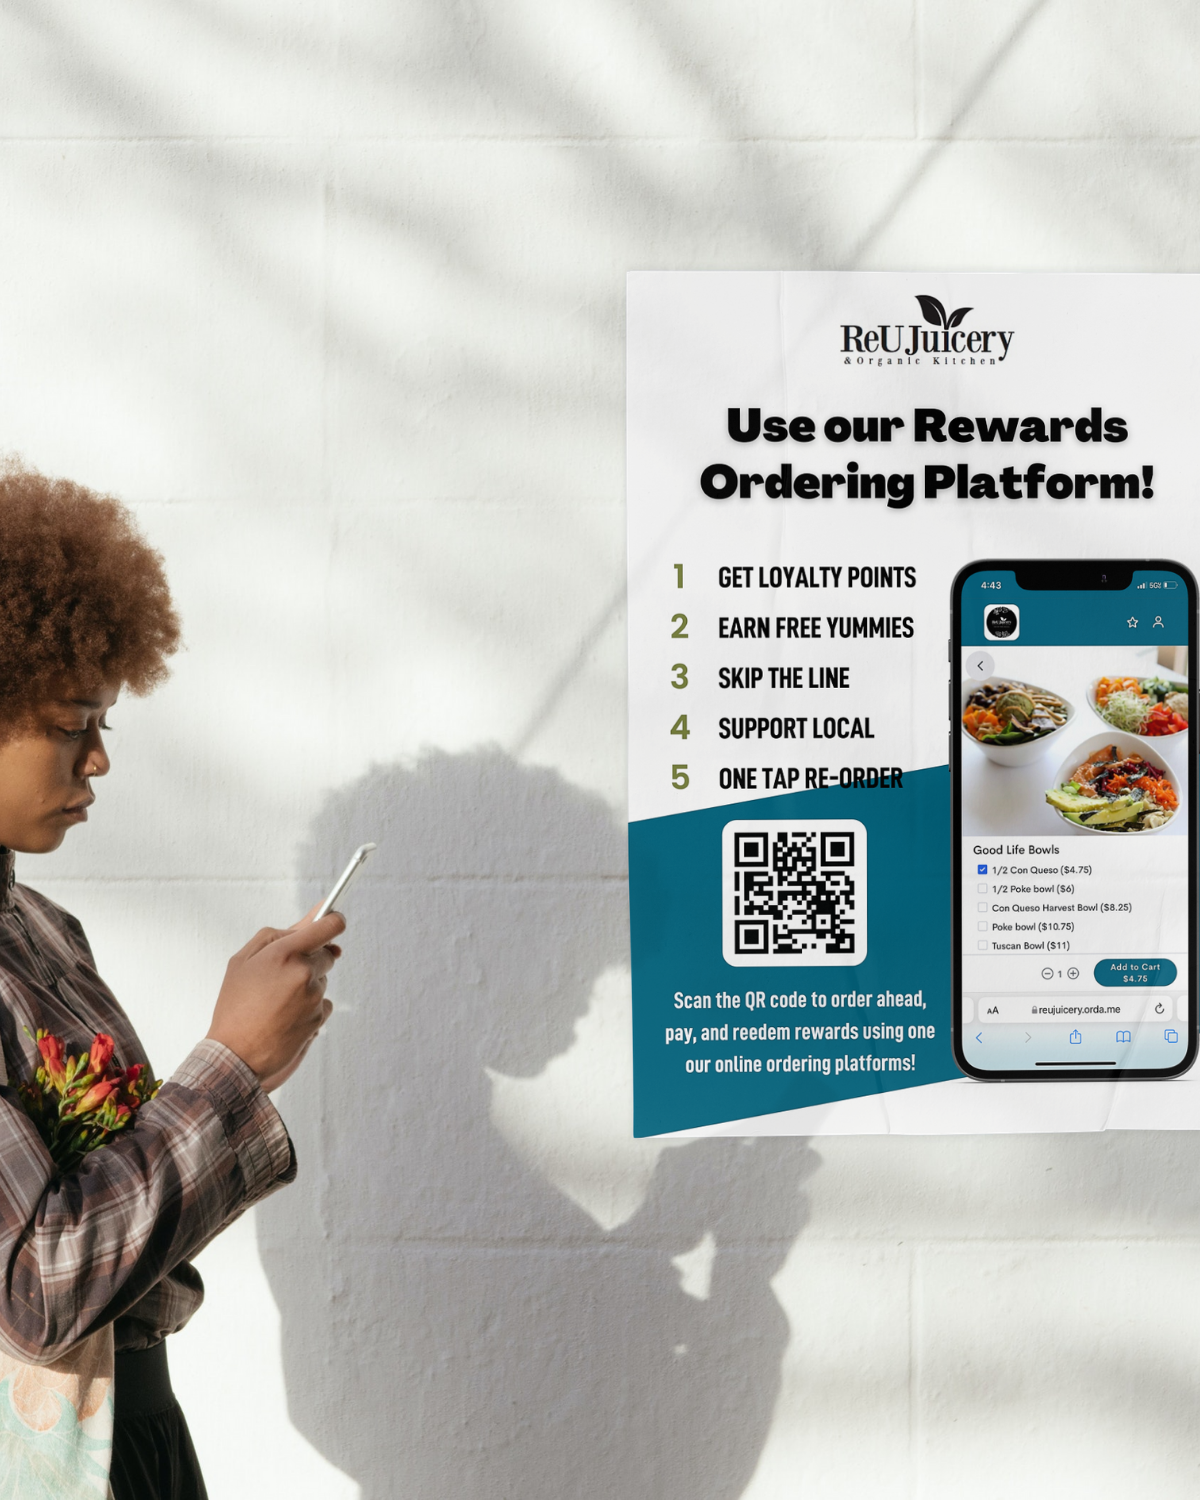 ReU Juicery
& Organic Kitchen
Use our Rewards
Ordering Platform!
1 GET LOYALTY POINTS
2 EARN FREE YUMMIES
3 SKIP THE LINE
4 SUPPORT LOCAL
5 ONE TAP RE-ORDER
Scan the QR code to order ahead,
pay, and reedem rewards using one
our online ordering platforms!
4:43
Good Life Bowls
1/2 Con Queso ($4.75)
1/2 Poke bowl ($6)
Con Queso Harvest Bowl ($8.25)
Poke bowl ($10.75)
Tuscan Bowl ($11)
1
Add to Cart
$4.75
AA reujuicery.orda.me